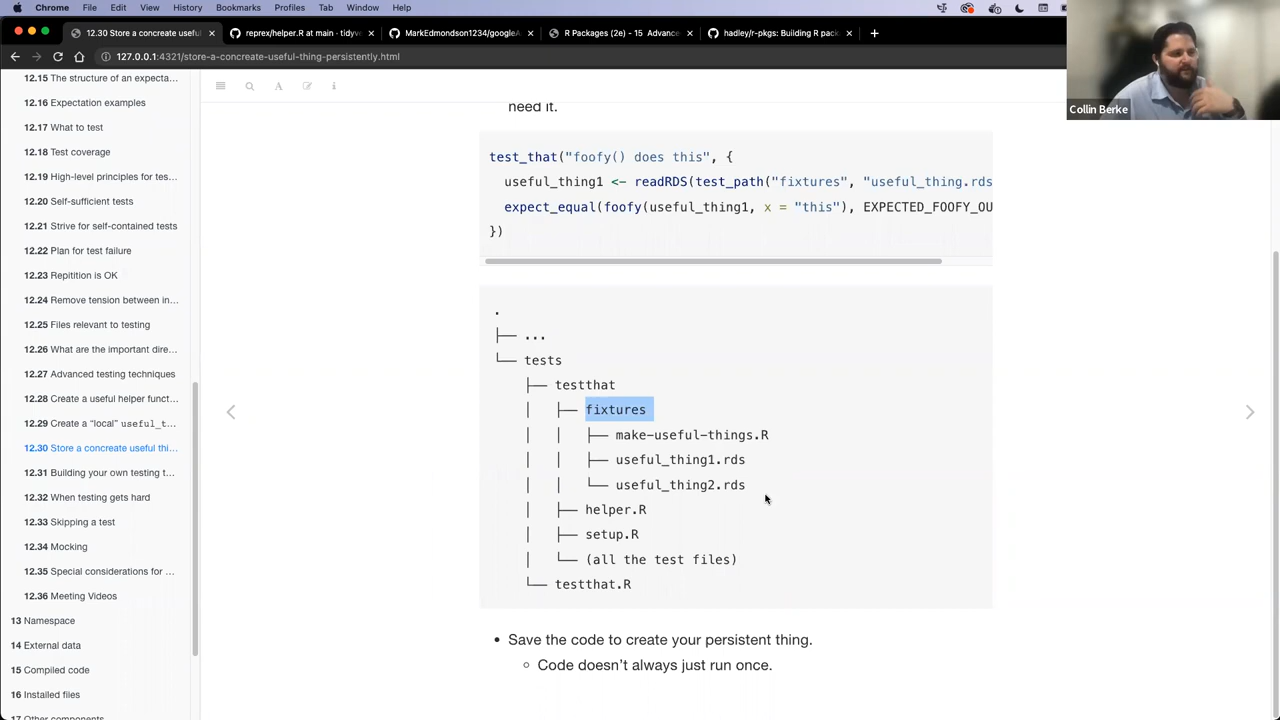 Chrome File Edit View History Bookmarks Profiles Tab Window Help
12.30 Store a concreate useful
reprex/helper.R at main · tidyve
MarkEdmondson1234/googleA
R Packages (2e) - 15 Advanced
hadley/r-pkgs: Building R pack
127.0.0.1:4321/store-a-concreate-useful-thing-persistently.html
Collin Berke
12.15 The structure of an expecta…
12.16 Expectation examples
12.17 What to test
12.18 Test coverage
12.19 High-level principles for tes…
12.20 Self-sufficient tests
12.21 Strive for self-contained tests
12.22 Plan for test failure
12.23 Repitition is OK
12.24 Remove tension between in…
12.25 Files relevant to testing
12.26 What are the important dire…
12.27 Advanced testing techniques
12.28 Create a useful helper funct…
12.29 Create a “local” useful_t…
12.30 Store a concreate useful thi…
12.31 Building your own testing t…
12.32 When testing gets hard
12.33 Skipping a test
12.34 Mocking
12.35 Special considerations for …
12.36 Meeting Videos
13 Namespace
14 External data
15 Compiled code
16 Installed files
17 Other components
need it.
test_that("foofy() does this", {
useful_thing1 <- readRDS(test_path("fixtures", "useful_thing.rds
expect_equal(foofy(useful_thing1, x = "this"), EXPECTED_FOOFY_OU
})
.
├── ...
└── tests
├── testthat
│ ├── fixtures
│ │ ├── make-useful-things.R
│ │ ├── useful_thing1.rds
│ │ └── useful_thing2.rds
│ ├── helper.R
│ ├── setup.R
│ └── (all the test files)
└── testthat.R
• Save the code to create your persistent thing.
◦ Code doesn’t always just run once.